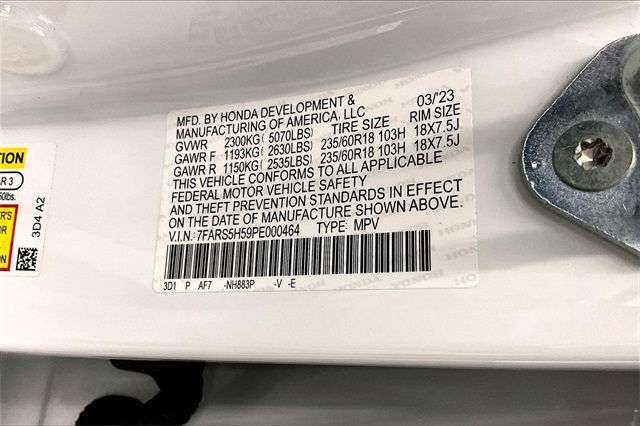 MFD. BY HONDA DEVELOPMENT & 03/'23
MANUFACTURING OF AMERICA, LLC RIM SIZE
GVWR 2300KG( 5070LBS) TIRE SIZE
GAWR F 1193KG( 2630LBS) 235/60R18 103H 18X7.5J
GAWR R 1150KG( 2535LBS) 235/60R18 103H 18X7.5J
THIS VEHICLE CONFORMS TO ALL APPLICABLE
FEDERAL MOTOR VEHICLE SAFETY
AND THEFT PREVENTION STANDARDS IN EFFECT
ON THE DATE OF MANUFACTURE SHOWN ABOVE.
V.I.N: 7FARS5H59PE000464 TYPE: MPV
3D1 P AF7 -NH883P -V -E
R 3
3D4 A2